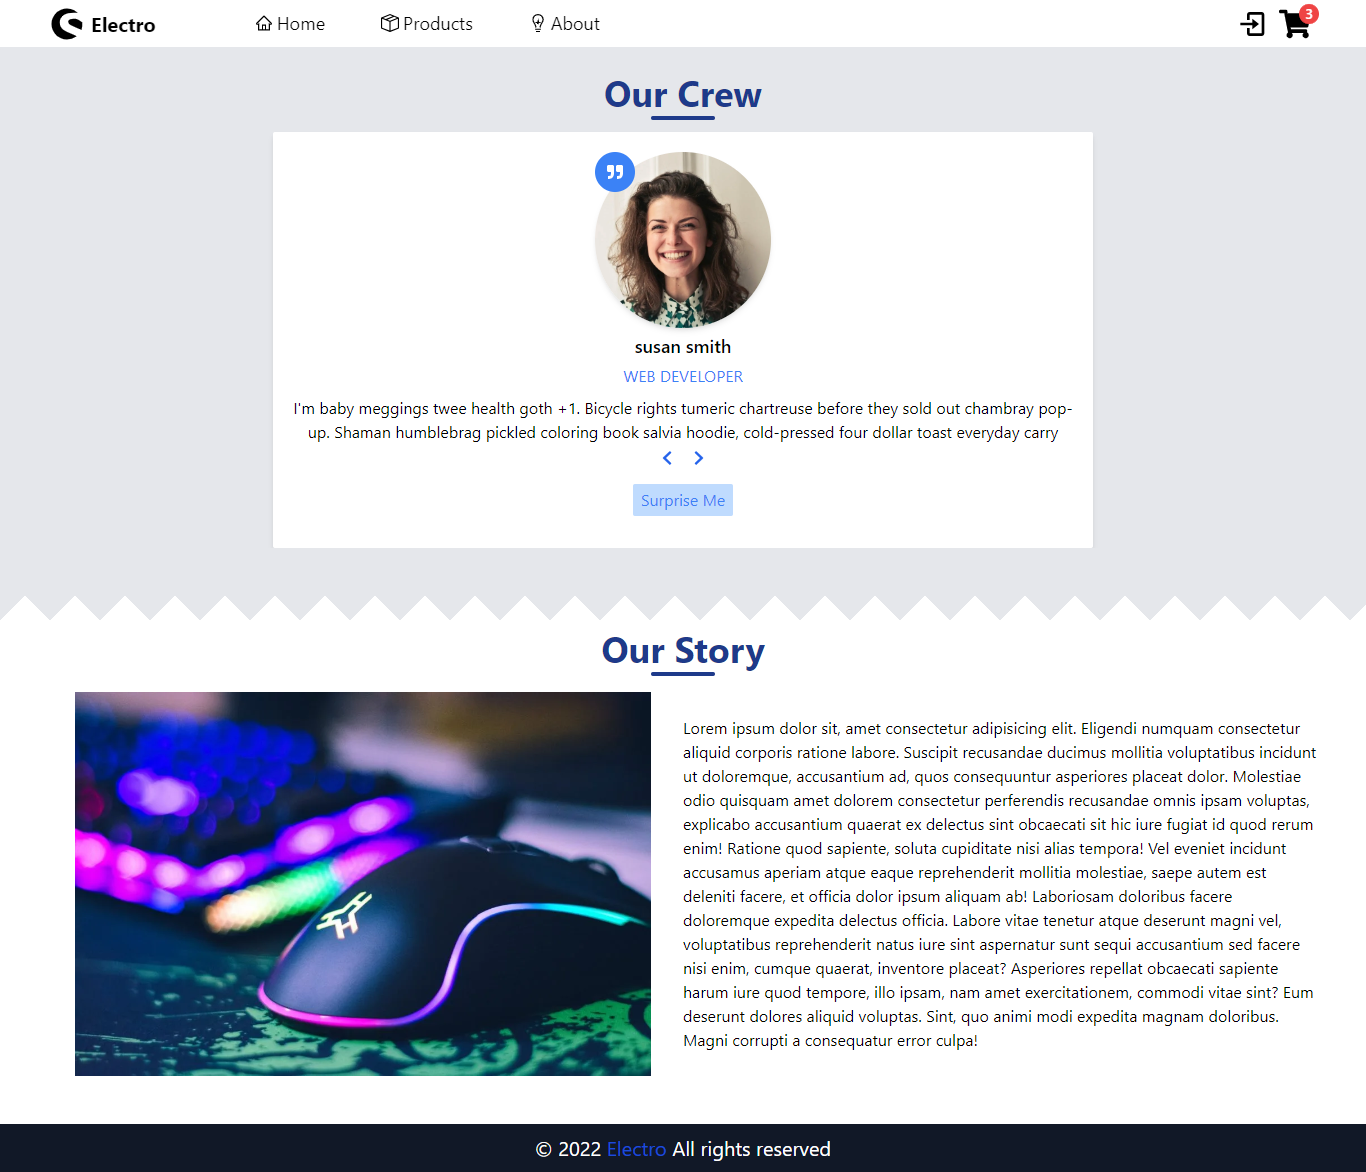 Electro
Home
Products
About
3
Our Crew
susan smith
WEB DEVELOPER
I'm baby meggings twee health goth +1. Bicycle rights tumeric chartreuse before they sold out chambray pop-
up. Shaman humblebrag pickled coloring book salvia hoodie, cold-pressed four dollar toast everyday carry
Surprise Me
Our Story
Lorem ipsum dolor sit, amet consectetur adipisicing elit. Eligendi numquam consectetur
aliquid corporis ratione labore. Suscipit recusandae ducimus mollitia voluptatibus incidunt
ut doloremque, accusantium ad, quos consequuntur asperiores placeat dolor. Molestiae
odio quisquam amet dolorem consectetur perferendis recusandae omnis ipsam voluptas,
explicabo accusantium quaerat ex delectus sint obcaecati sit hic iure fugiat id quod rerum
enim! Ratione quod sapiente, soluta cupiditate nisi alias tempora! Vel eveniet incidunt
accusamus aperiam atque eaque reprehenderit mollitia molestiae, saepe autem est
deleniti facere, et officia dolor ipsum aliquam ab! Laboriosam doloribus facere
doloremque expedita delectus officia. Labore vitae tenetur atque deserunt magni vel,
voluptatibus reprehenderit natus iure sint aspernatur sunt sequi accusantium sed facere
nisi enim, cumque quaerat, inventore placeat? Asperiores repellat obcaecati sapiente
harum iure quod tempore, illo ipsam, nam amet exercitationem, commodi vitae sint? Eum
deserunt dolores aliquid voluptas. Sint, quo animi modi expedita magnam doloribus.
Magni corrupti a consequatur error culpa!
© 2022 Electro All rights reserved